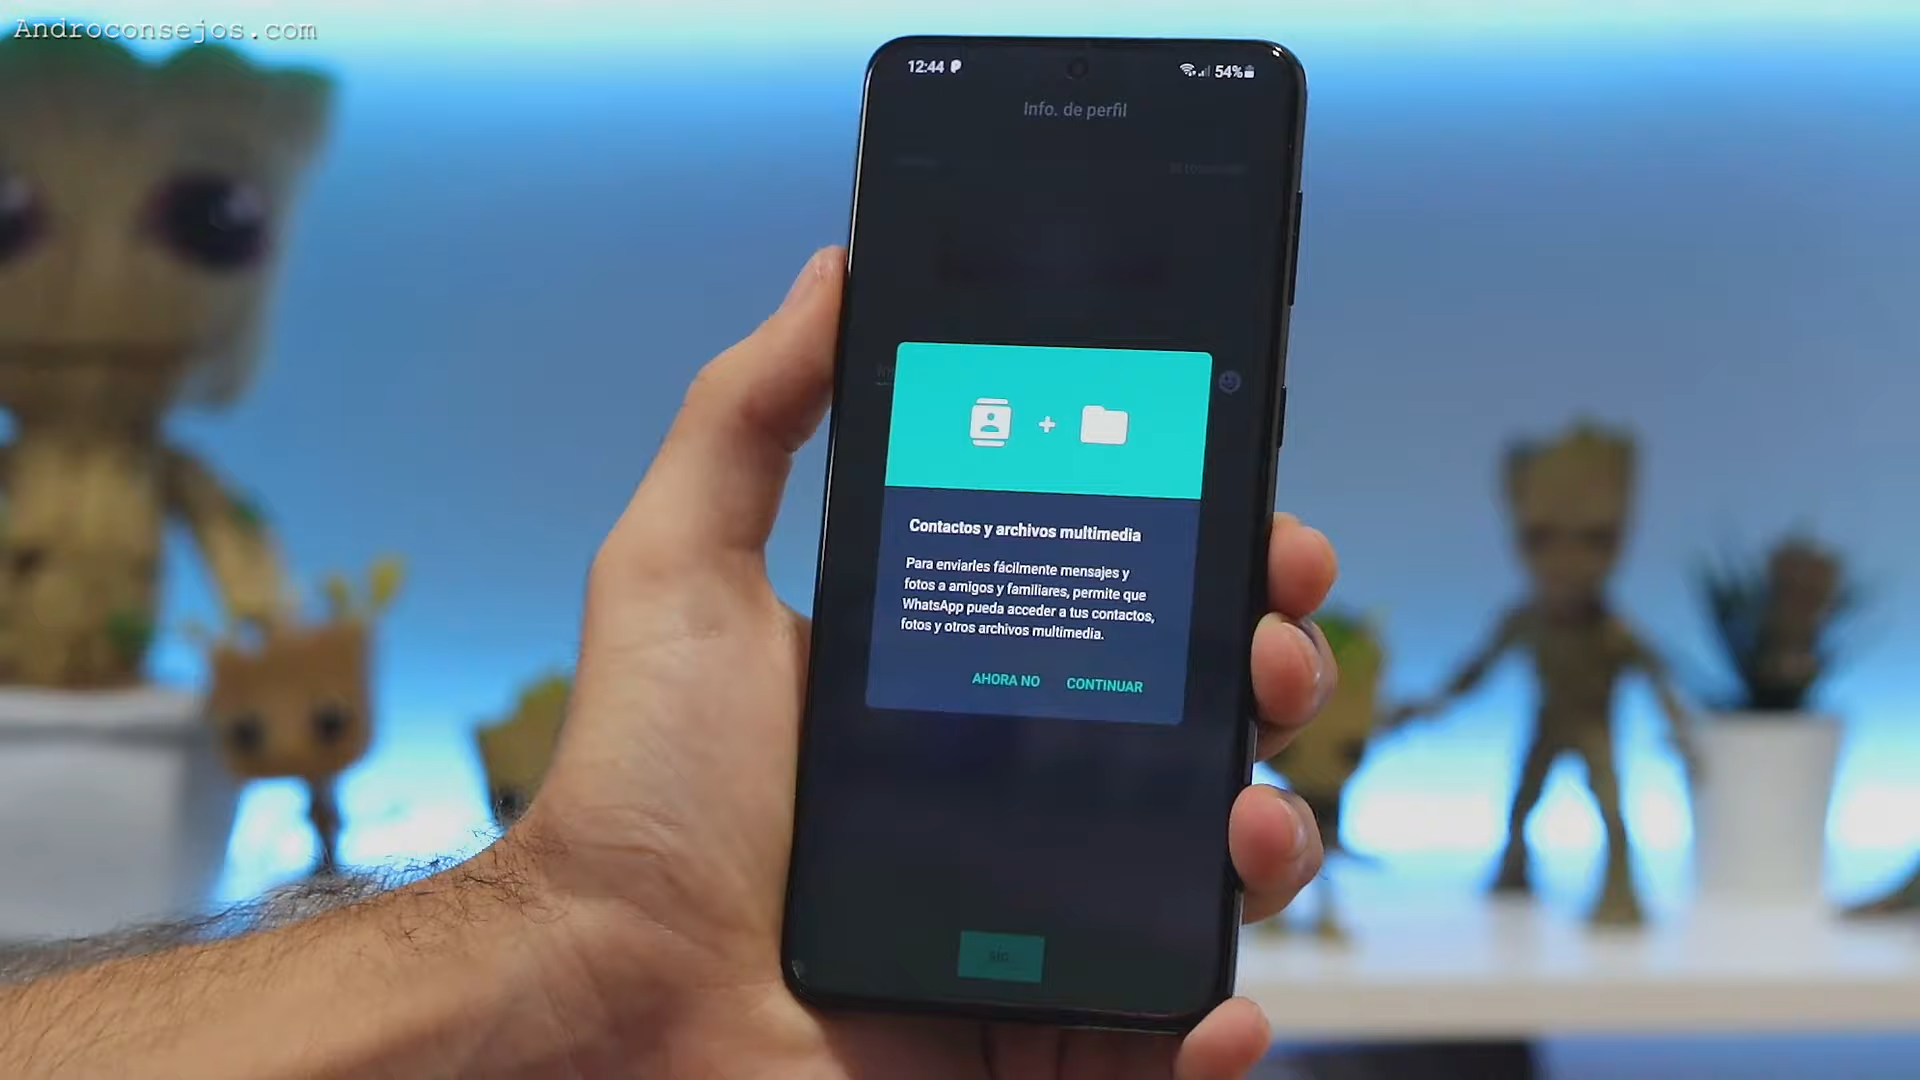 Androconsejos.com
12:44
54%
Info. de perfil
Contactos y archivos multimedia
Para enviarles fácilmente mensajes y
fotos a amigos y familiares, permite que
WhatsApp pueda acceder a tus contactos,
fotos y otros archivos multimedia.
AHORA NO CONTINUAR